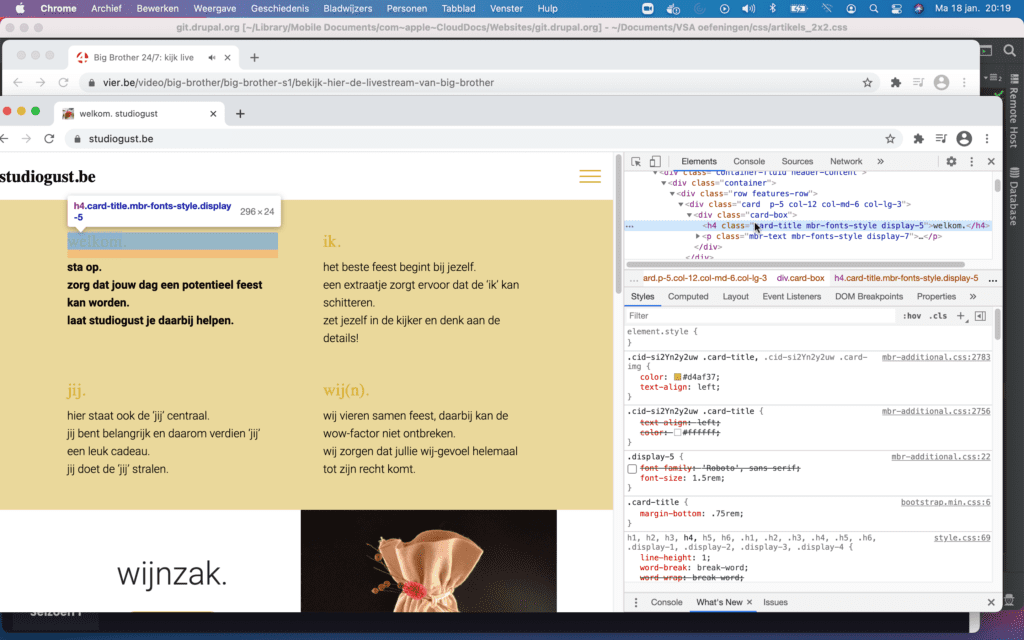 Chrome Archief Bewerken Weergave Geschiedenis Bladwijzers Personen Tabblad Venster Hulp
Ma 18 jan. 20:19
git.drupal.org [~/Library/Mobile Documents/com~apple~CloudDocs/Websites/git.drupal.org] - ~/Documents/VSA oefeningen/css/artikels_2x2.css
Big Brother 24/7: kijk live
vier.be/video/big-brother/big-brother-s1/bekijk-hier-de-livestream-van-big-brother
Remote Host
Database
welkom. studiogust
studiogust.be
studiogust.be
h4.card-title.mbr-fonts-style.display
-5
296 × 24
welkom.
sta op.
zorg dat jouw dag een potentieel feest
kan worden.
laat studiogust je daarbij helpen.
ik.
het beste feest begint bij jezelf.
een extraatje zorgt ervoor dat de 'ik' kan
schitteren.
zet jezelf in de kijker en denk aan de
details!
jij.
hier staat ook de 'jij' centraal.
jij bent belangrijk en daarom verdien 'jij'
een leuk cadeau.
jij doet de 'jij' stralen.
wij(n).
wij vieren samen feest, daarbij kan de
wow-factor niet ontbreken.
wij zorgen dat jullie wij-gevoel helemaal
tot zijn recht komt.
wijnzak.
Elements Console Sources Network »
<div class="container-fluid header-content">
▼<div class="container">
▼<div class="row features-row">
▼<div class="card  p-5 col-12 col-md-6 col-lg-3">
▼<div class="card-box">
… <h4 class="card-title mbr-fonts-style display-5">welkom.</h4>
▶<p class="mbr-text mbr-fonts-style display-7">…</p>
</div>
</div>
… ard.p-5.col-12.col-md-6.col-lg-3 div.card-box h4.card-title.mbr-fonts-style.display-5 …
Styles Computed Layout Event Listeners DOM Breakpoints Properties »
Filter :hov .cls +
element.style {
}
.cid-si2Yn2y2uw .card-title, .cid-si2Yn2y2uw .card- mbr-additional.css:2783
img {
color: #d4af37;
text-align: left;
}
.cid-si2Yn2y2uw .card-title { mbr-additional.css:2756
text-align: left;
color: #ffffff;
}
.display-5 { mbr-additional.css:22
font-family: 'Roboto', sans-serif;
font-size: 1.5rem;
}
.card-title { bootstrap.min.css:6
margin-bottom: .75rem;
}
h1, h2, h3, h4, h5, h6, .h1, .h2, .h3, .h4, .h5, .h6, style.css:69
.display-1, .display-2, .display-3, .display-4 {
line-height: 1;
word-break: break-word;
word-wrap: break-word;
Console What's New × Issues